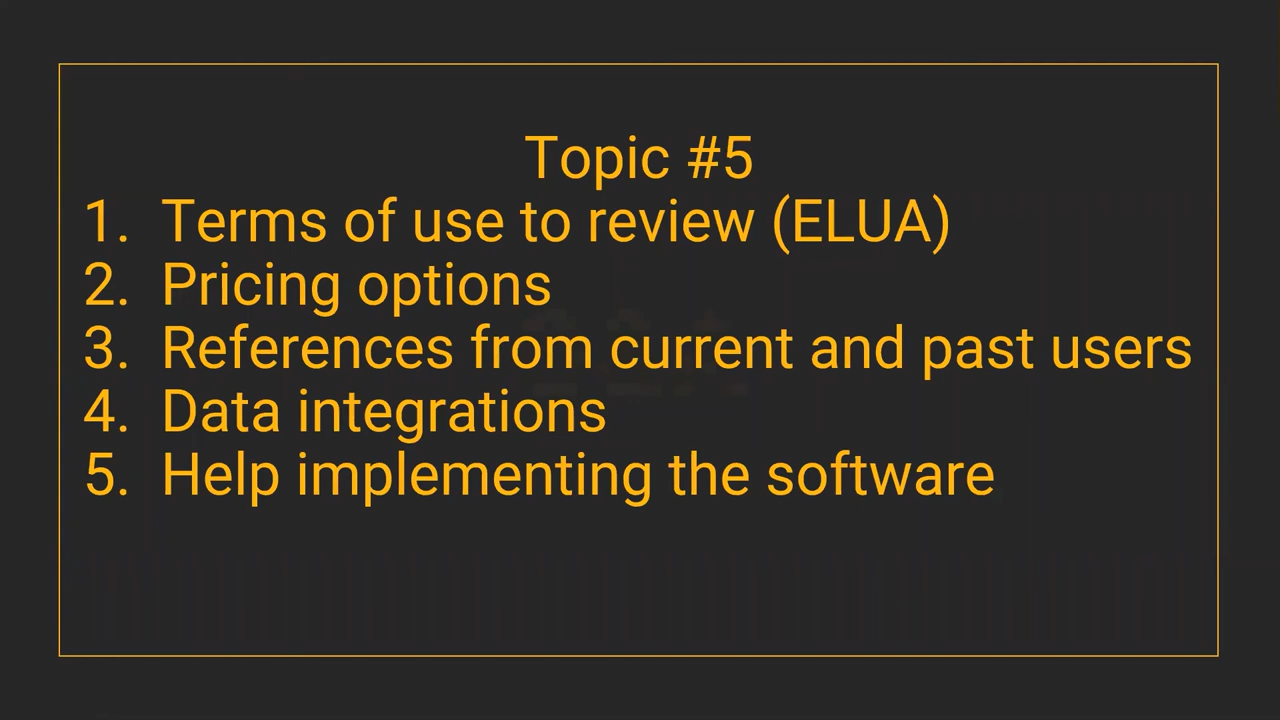 Topic #5
1. Terms of use to review (ELUA)
2. Pricing options
3. References from current and past users
4. Data integrations
5. Help implementing the software